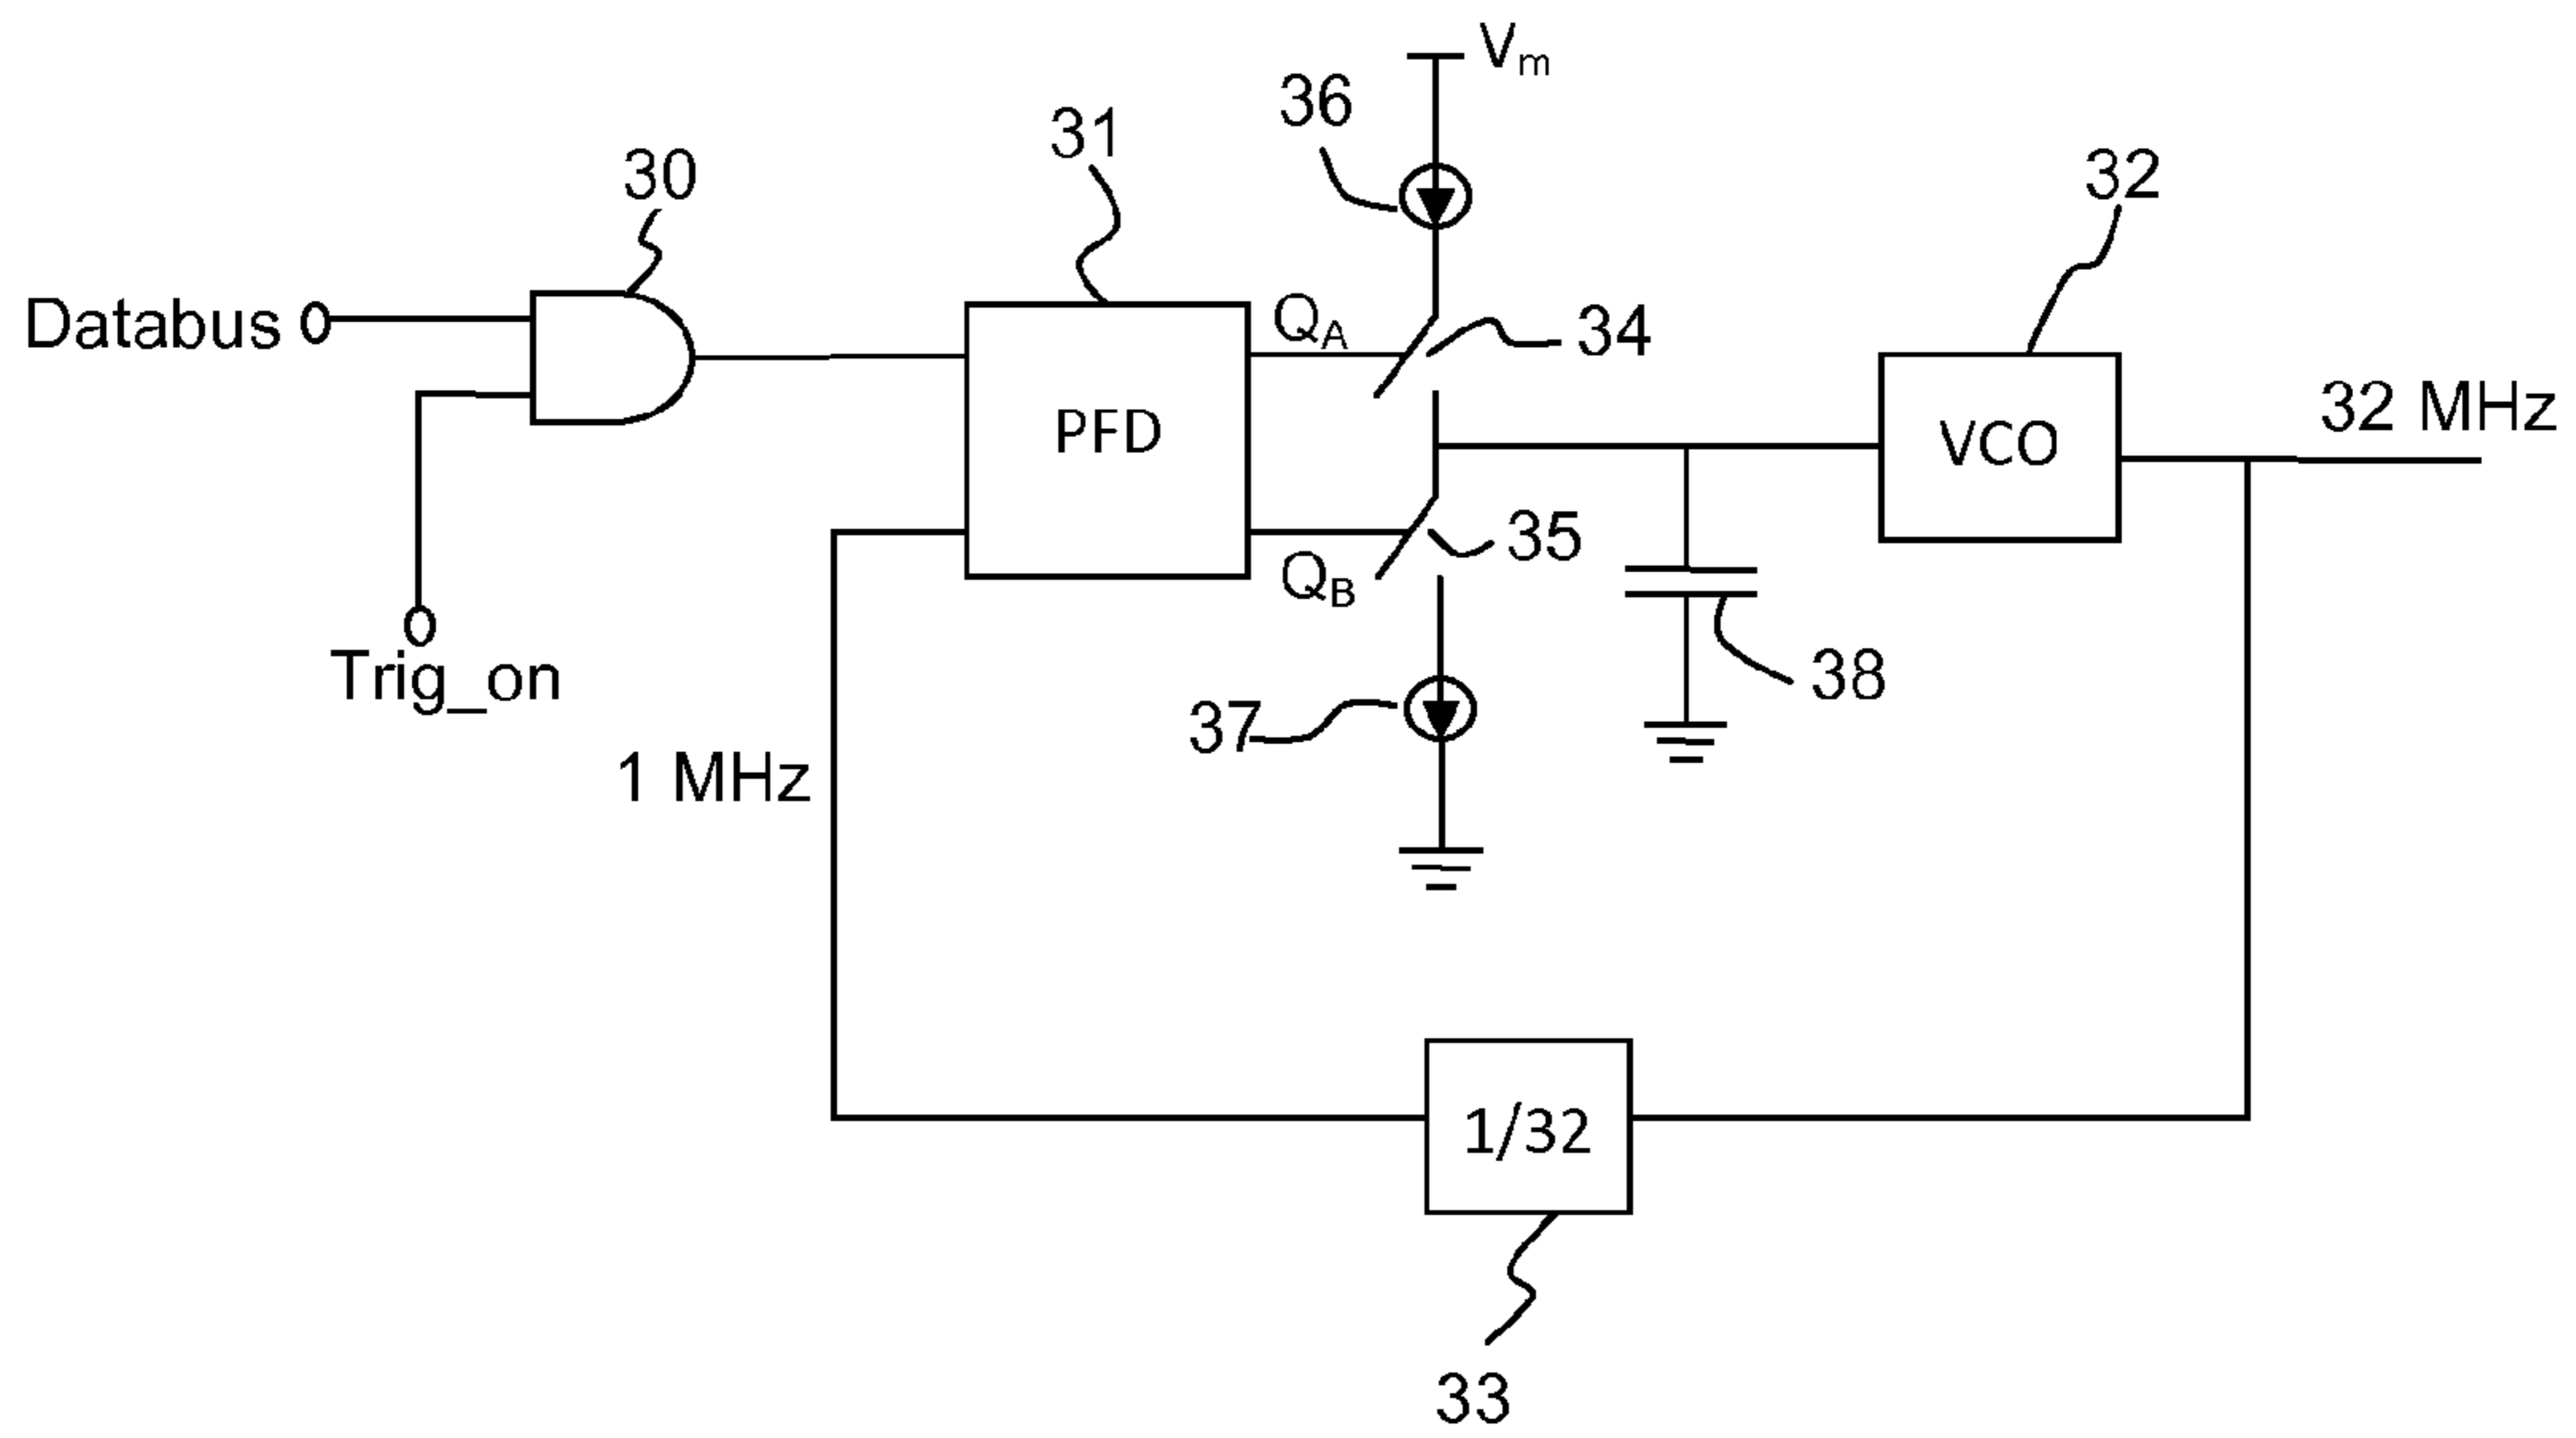 Vm
36
31
30
32
QA
34
Databus
32 MHz
PFD
VCO
35
QB
Trig_on
38
37
1 MHz
1/32
33